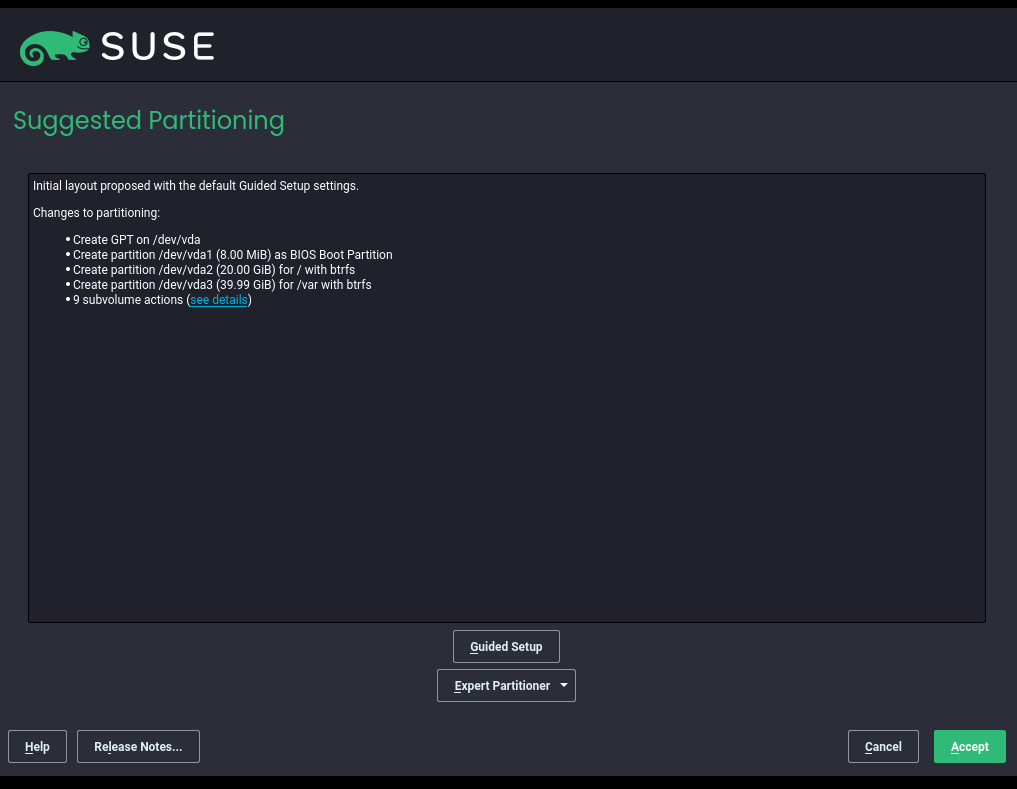 SUSE
Suggested Partitioning
Initial layout proposed with the default Guided Setup settings.
Changes to partitioning:
• Create GPT on /dev/vda
• Create partition /dev/vda1 (8.00 MiB) as BIOS Boot Partition
• Create partition /dev/vda2 (20.00 GiB) for / with btrfs
• Create partition /dev/vda3 (39.99 GiB) for /var with btrfs
• 9 subvolume actions (see details)
Guided Setup
Expert Partitioner
Help
Release Notes...
Cancel
Accept